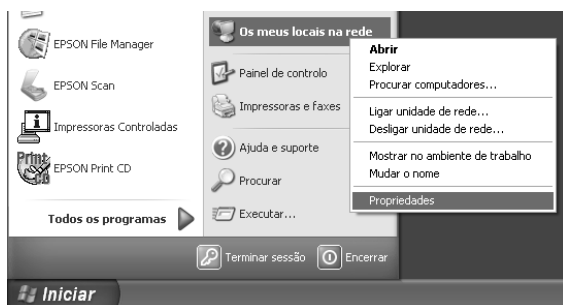 EPSON File Manager
EPSON Scan
Impressoras Controladas
Print CD
EPSON Print CD
Todos os programas
Os meus locais na rede
Painel de controlo
Impressoras e faxes
Ajuda e suporte
Procurar
Executar...
Abrir
Explorar
Procurar computadores...
Ligar unidade de rede...
Desligar unidade de rede...
Mostrar no ambiente de trabalho
Mudar o nome
Propriedades
Terminar sessão
Encerrar
Iniciar